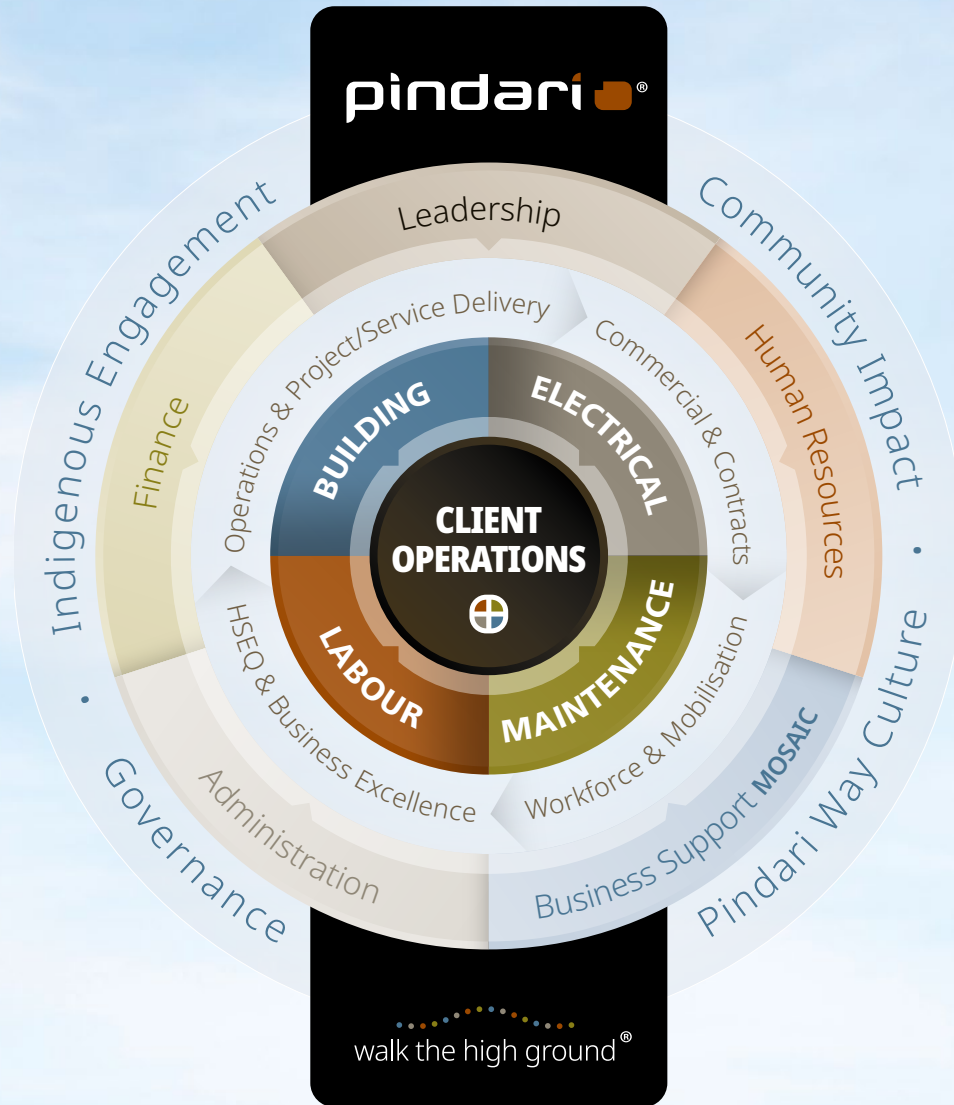 pindari ®
Leadership
Indigenous Engagement
Community Impact
•
Pindari Way Culture
Governance
•
Finance
Human Resources
Business Support MOSAIC
Administration
Operations & Project/Service Delivery
Commercial & Contracts
Workforce & Mobilisation
HSEQ & Business Excellence
BUILDING
ELECTRICAL
MAINTENANCE
LABOUR
CLIENT
OPERATIONS
walk the high ground®